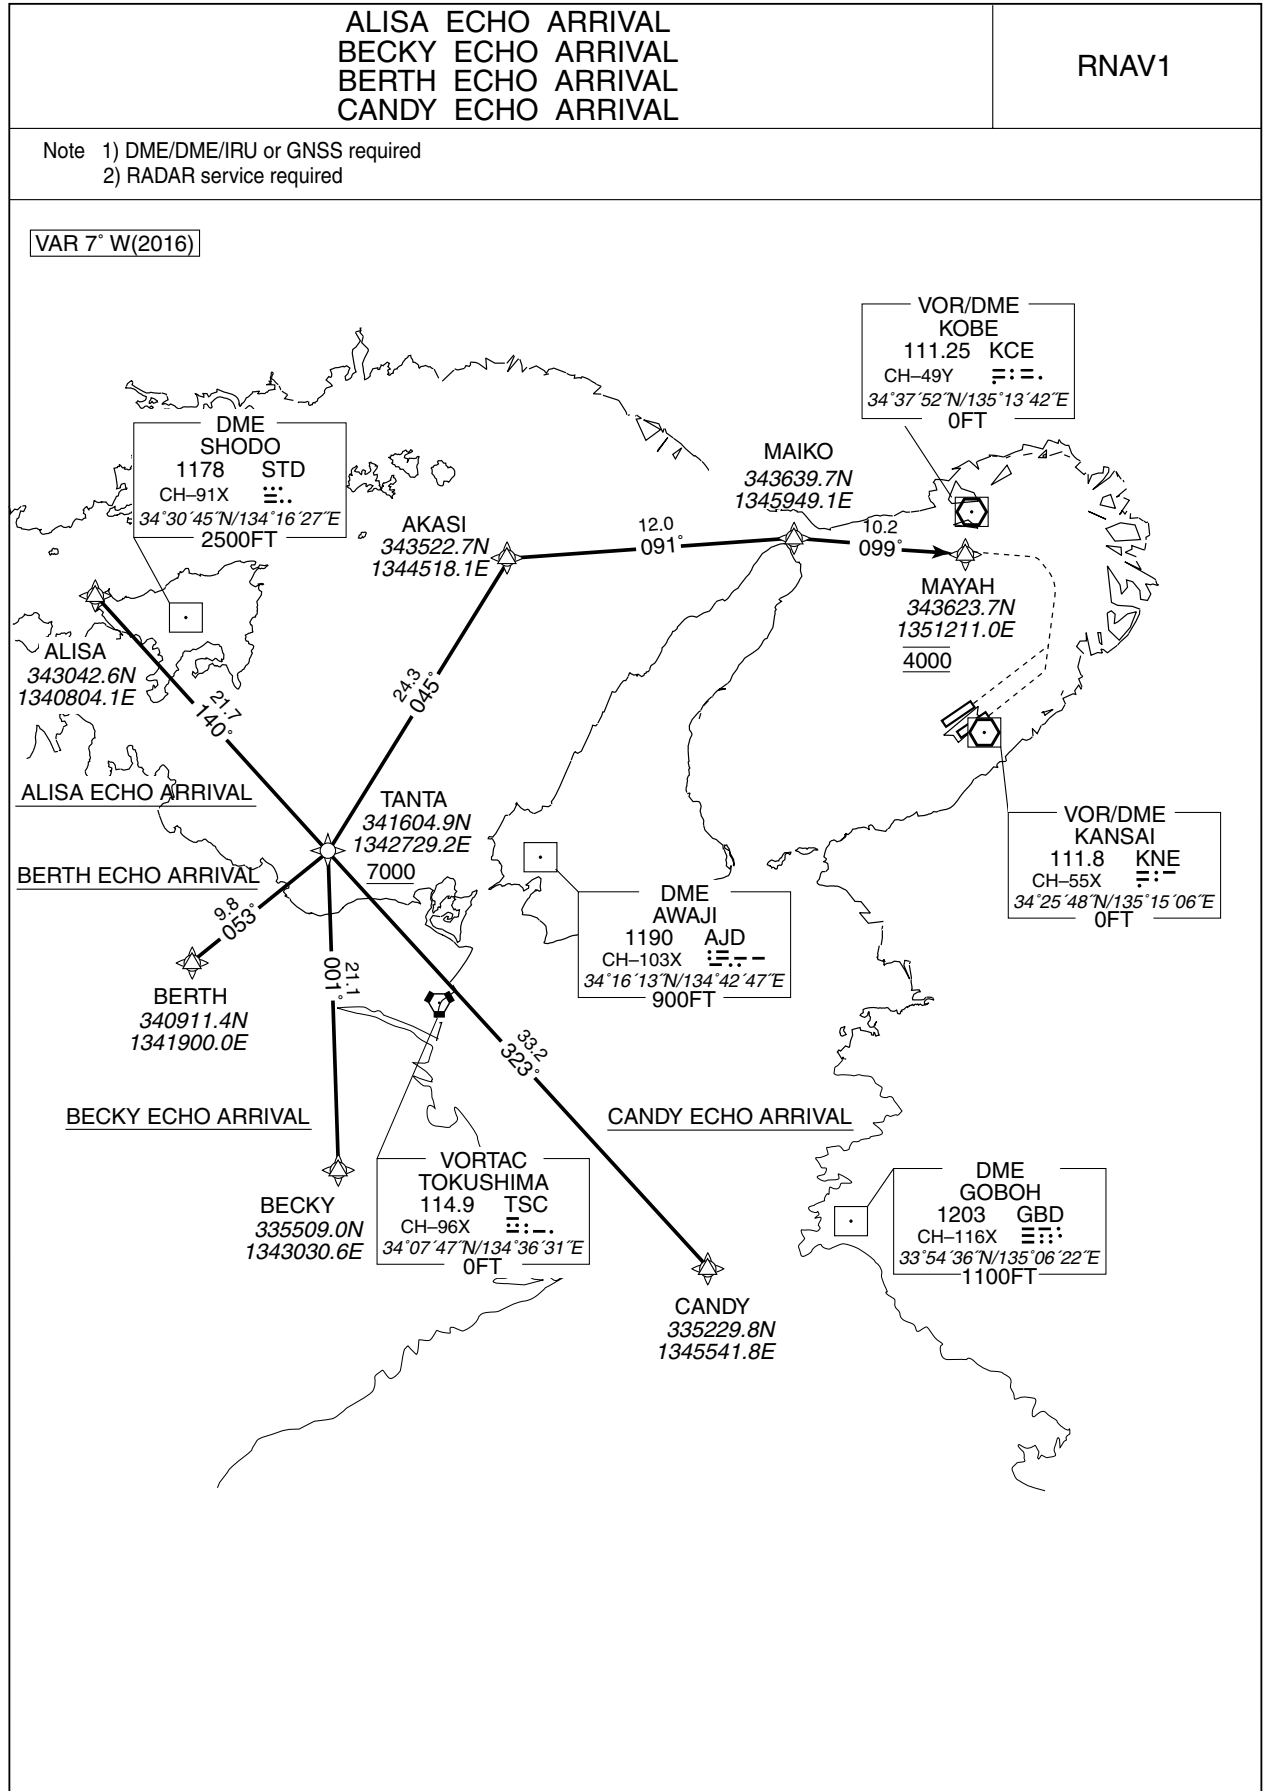 ALISA ECHO ARRIVAL
BECKY ECHO ARRIVAL
BERTH ECHO ARRIVAL
CANDY ECHO ARRIVAL
RNAV1
Note 1) DME/DME/IRU or GNSS required
2) RADAR service required
VAR 7° W(2016)
VOR/DME
KOBE
111.25 KCE
CH–49Y
34°37´52˝N/135°13´42˝E
0FT
DME
SHODO
1178 STD
CH–91X
34°30´45˝N/134°16´27˝E
2500FT
MAIKO
343639.7N
1345949.1E
AKASI
343522.7N
1344518.1E
12.0
091°
10.2
099°
MAYAH
343623.7N
1351211.0E
4000
ALISA
343042.6N
1340804.1E
21.7
140°
24.3
045°
ALISA ECHO ARRIVAL
TANTA
341604.9N
1342729.2E
7000
VOR/DME
KANSAI
111.8 KNE
CH–55X
34°25´48˝N/135°15´06˝E
0FT
BERTH ECHO ARRIVAL
9.8
053°
DME
AWAJI
1190 AJD
CH–103X
34°16´13˝N/134°42´47˝E
900FT
BERTH
340911.4N
1341900.0E
21.1
001°
33.2
323°
BECKY ECHO ARRIVAL
CANDY ECHO ARRIVAL
VORTAC
TOKUSHIMA
114.9 TSC
CH–96X
34°07´47˝N/134°36´31˝E
0FT
DME
GOBOH
1203 GBD
CH–116X
33°54´36˝N/135°06´22˝E
1100FT
BECKY
335509.0N
1343030.6E
CANDY
335229.8N
1345541.8E